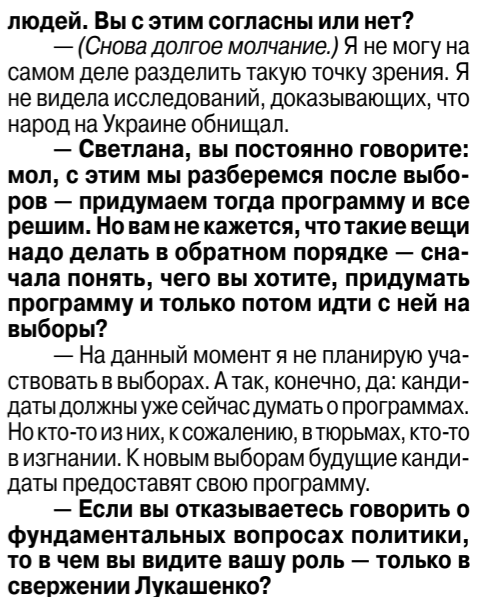 людей. Вы с этим согласны или нет?
— (Снова долгое молчание.) Я не могу на
самом деле разделить такую точку зрения. Я
не видела исследований, доказывающих, что
народ на Украине обнищал.
— Светлана, вы постоянно говорите:
мол, с этим мы разберемся после выбо-
ров — придумаем тогда программу и все
решим. Но вам не кажется, что такие вещи
надо делать в обратном порядке — сна-
чала понять, чего вы хотите, придумать
программу и только потом идти с ней на
выборы?
— На данный момент я не планирую уча-
ствовать в выборах. А так, конечно, да: канди-
даты должны уже сейчас думать о программах.
Но кто-то из них, к сожалению, в тюрьмах, кто-то
в изгнании. К новым выборам будущие канди-
даты предоставят свою программу.
— Если вы отказываетесь говорить о
фундаментальных вопросах политики,
то в чем вы видите вашу роль — только в
свержении Лукашенко?